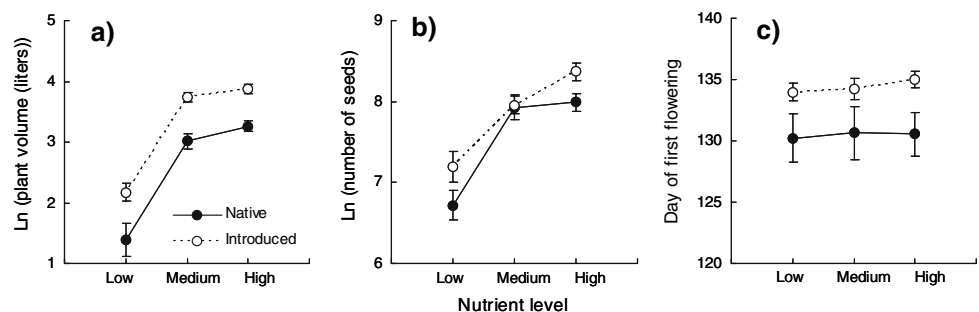 a)
Ln (plant volume (liters))
5
4
3
2
1
Native
Introduced
Low Medium High
b)
Ln (number of seeds)
9
8
7
6
Low Medium High
Nutrient level
c)
Day of first flowering
140
135
130
125
120
Low Medium High